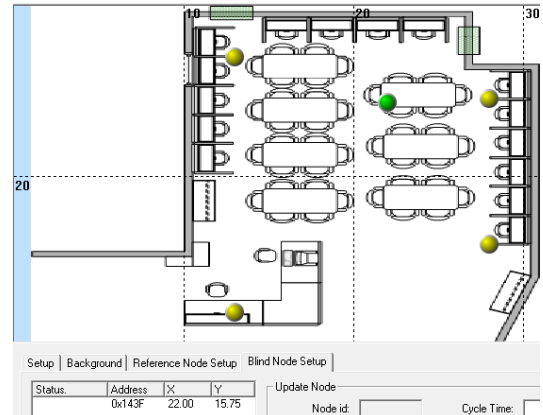 10 20 30
20
Setup Background Reference Node Setup Blind Node Setup
Status. Address X Y Update Node
0x143F 22.00 15.75 Node id: Cycle Time: